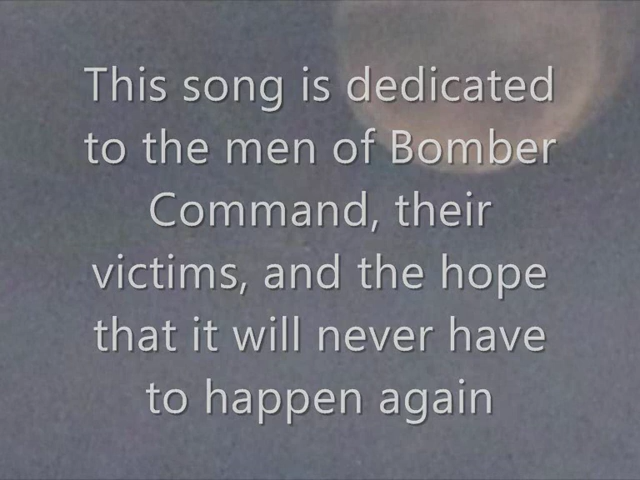 This song is dedicated
to the men of Bomber
Command, their
victims, and the hope
that it will never have
to happen again